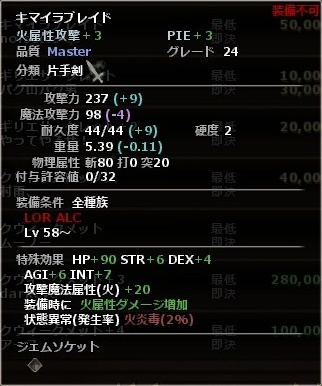 装備不可
キマイラブレイド
火属性攻撃+3 PIE+3
品質 Master グレード 24
分類 片手剣
攻撃力 237 (+9)
魔法攻撃力 98 (-4)
耐久度 44/44 (+9) 硬度 2
重量 5.39 (-0.11)
物理属性 斬80 打0 突20
付与許容値 0/32
装備条件 全種族
LOR ALC
Lv 58～
特殊効果 HP+90 STR+6 DEX+4
AGI+6 INT+7
攻撃魔法属性(火) +20
装備時に 火属性ダメージ増加
状態異常(発生率) 火炎毒(2%)
ジェムソケット